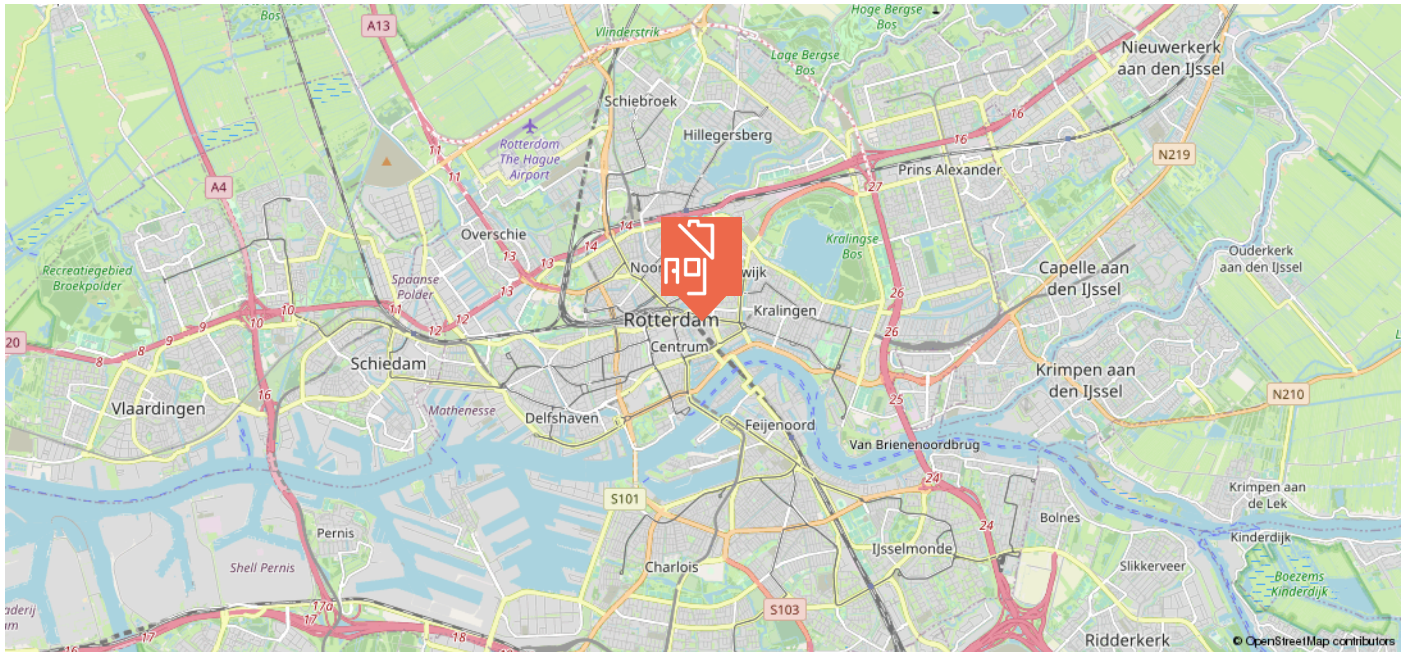 A13
Bos
Vlinderstrik
Hoge Bergse
Bos
Lage Bergse
Bos
Nieuwerkerk
aan den IJssel
Schiebroek
Hillegersberg
16
16
11
11
11
Rotterdam
The Hague
Airport
N219
A4
Prins Alexander
27
Overschie
14
14
14
13
13
Kralingse
Bos
Ouderkerk
aan den IJssel
Recreatiegebied
Broekpolder
Spaanse
Polder
Noor
wijk
Capelle aan
den IJssel
10
10
11
12
12
26
26
Rotterdam
Kralingen
Centrum
20
9
9
8
8
Schiedam
Krimpen aan
den IJssel
16
25
N210
Vlaardingen
Mathenesse
Delfshaven
Feijenoord
Van Brienenoordbrug
24
24
S101
Krimpen aan
de Lek
Pernis
Bolnes
Kinderdijk
IJsselmonde
Shell Pernis
Charlois
Slikkerveer
Boezems
Kinderdijk
17a
17
17
18
16
S103
Ridderkerk
© OpenStreetMap contributors